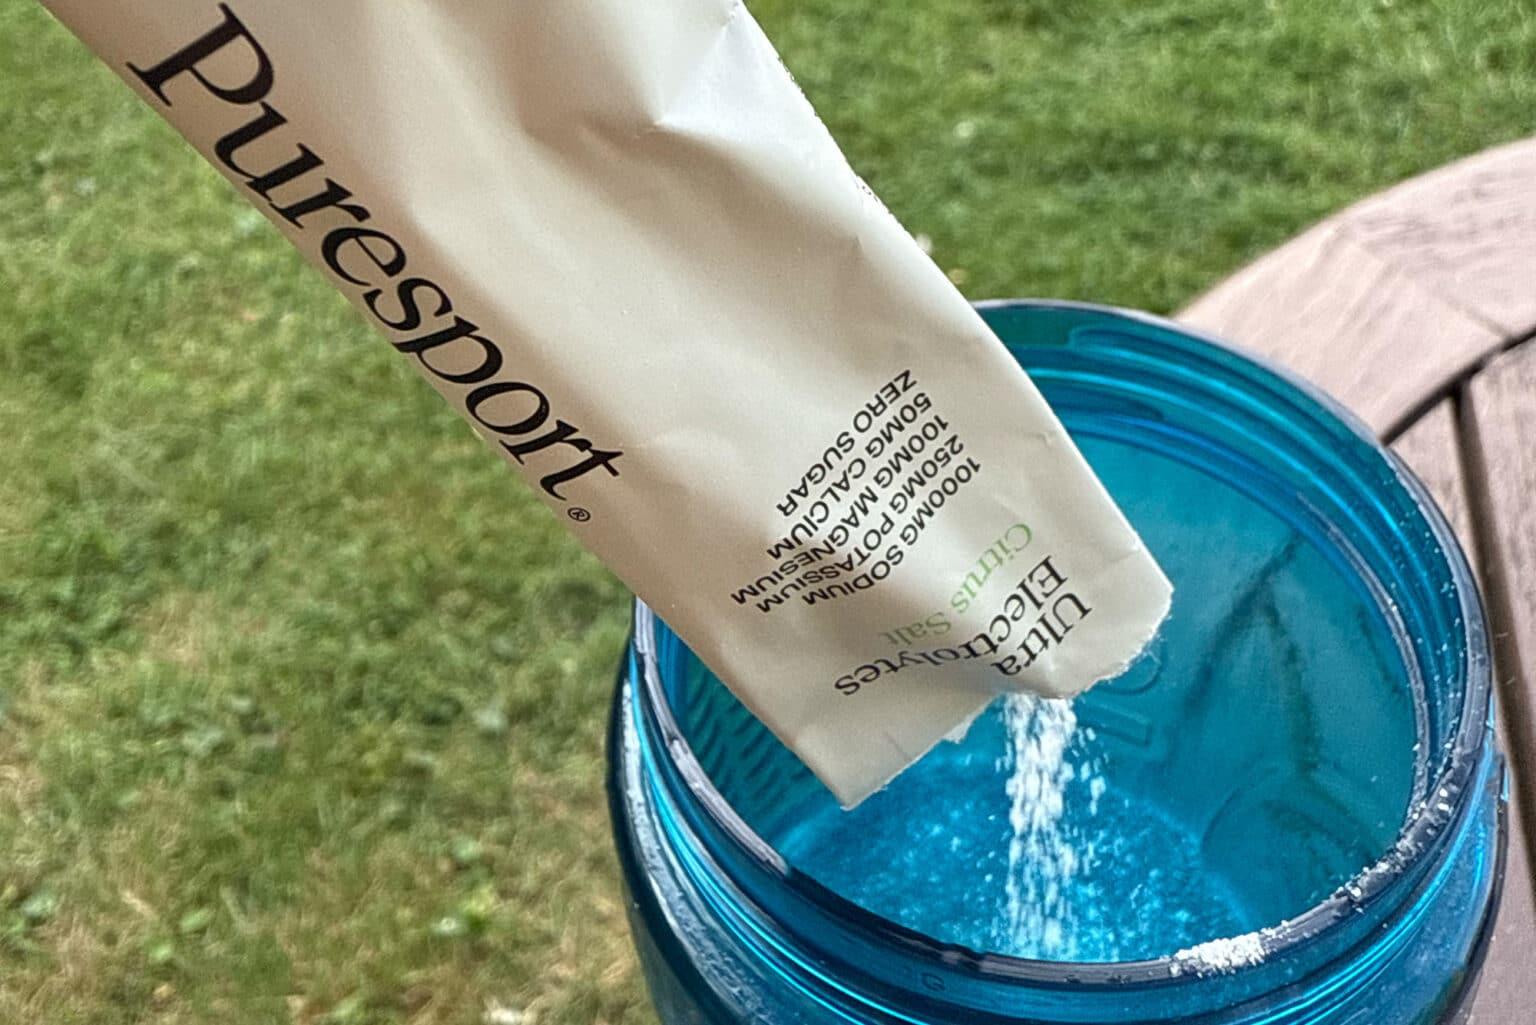 Puresport®
Ultra
Electrolytes
Citrus Salt
1000MG SODIUM
250MG POTASSIUM
100MG MAGNESIUM
50MG CALCIUM
ZERO SUGAR